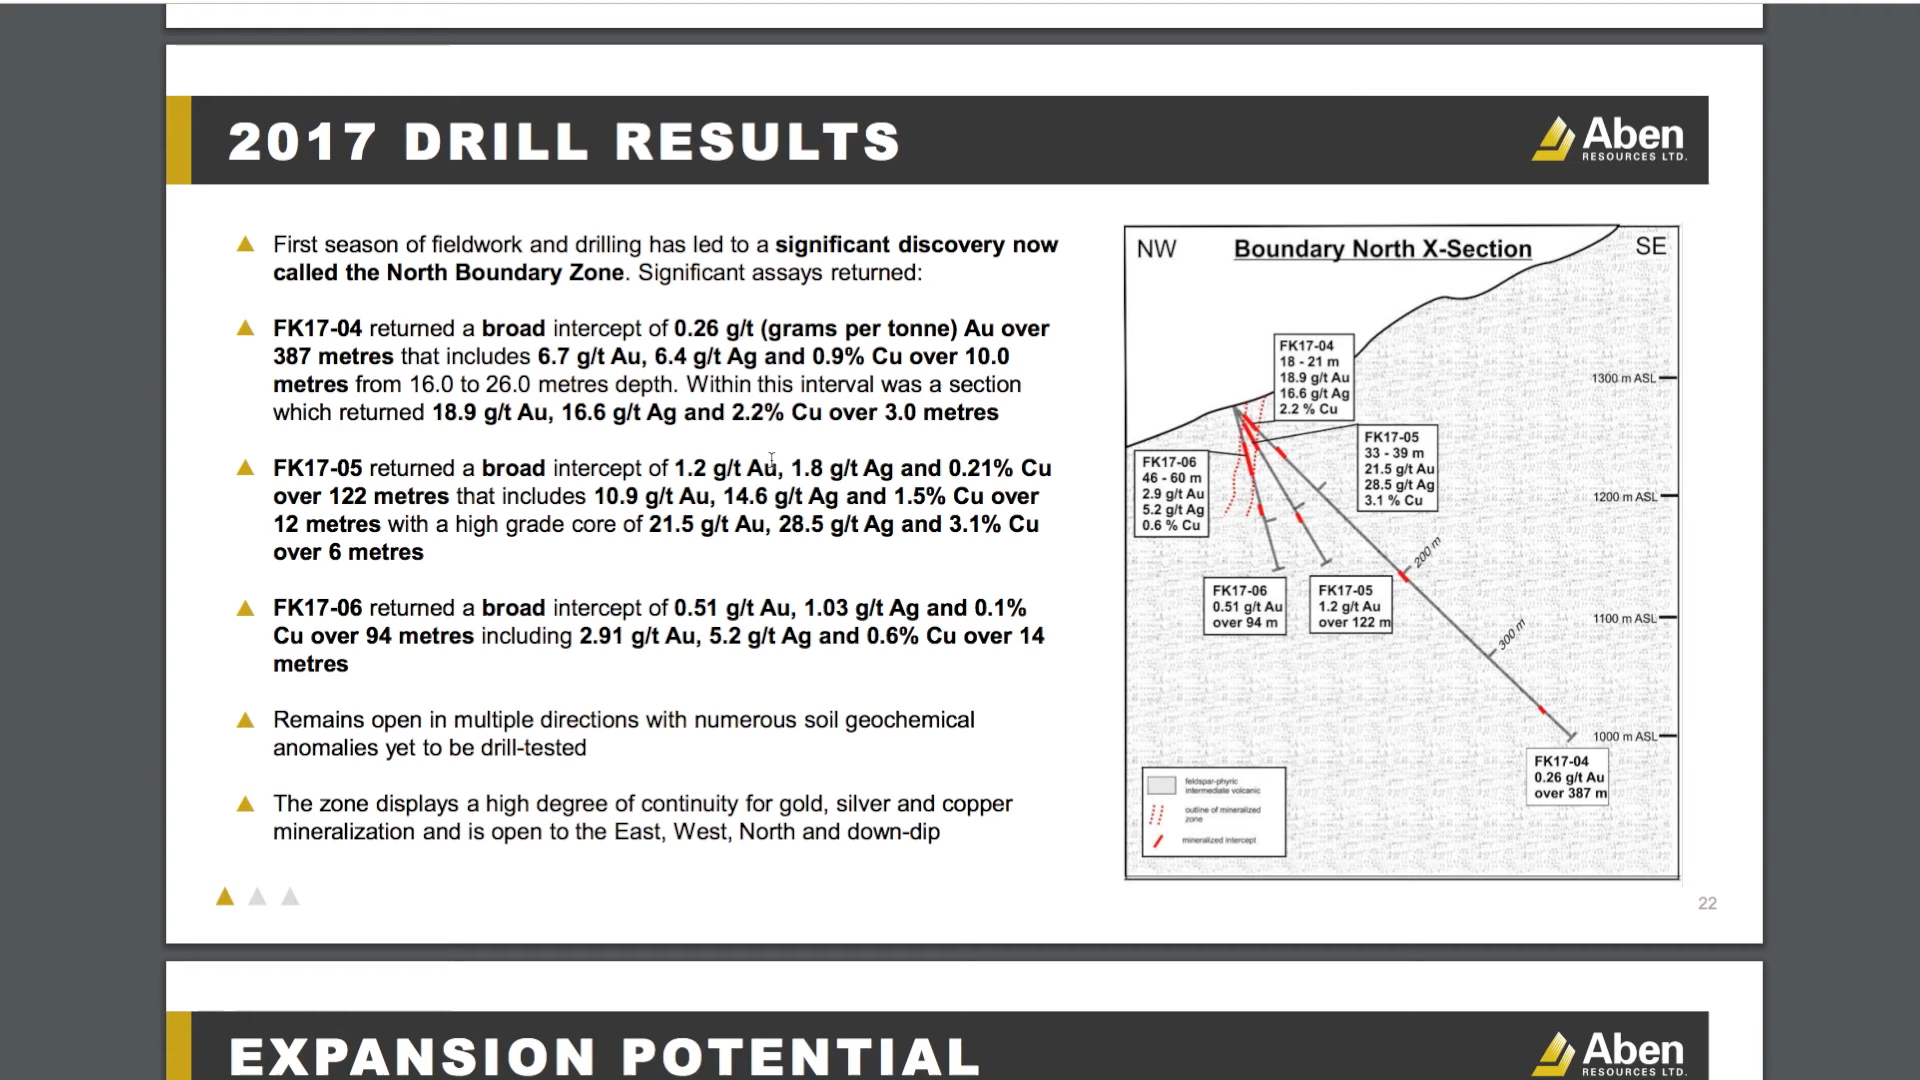 2017 DRILL RESULTS
Aben
RESOURCES LTD.
First season of fieldwork and drilling has led to a significant discovery now
called the North Boundary Zone. Significant assays returned:
FK17-04 returned a broad intercept of 0.26 g/t (grams per tonne) Au over
387 metres that includes 6.7 g/t Au, 6.4 g/t Ag and 0.9% Cu over 10.0
metres from 16.0 to 26.0 metres depth. Within this interval was a section
which returned 18.9 g/t Au, 16.6 g/t Ag and 2.2% Cu over 3.0 metres
FK17-05 returned a broad intercept of 1.2 g/t Au, 1.8 g/t Ag and 0.21% Cu
over 122 metres that includes 10.9 g/t Au, 14.6 g/t Ag and 1.5% Cu over
12 metres with a high grade core of 21.5 g/t Au, 28.5 g/t Ag and 3.1% Cu
over 6 metres
FK17-06 returned a broad intercept of 0.51 g/t Au, 1.03 g/t Ag and 0.1%
Cu over 94 metres including 2.91 g/t Au, 5.2 g/t Ag and 0.6% Cu over 14
metres
Remains open in multiple directions with numerous soil geochemical
anomalies yet to be drill-tested
The zone displays a high degree of continuity for gold, silver and copper
mineralization and is open to the East, West, North and down-dip
NW
Boundary North X-Section
SE
FK17-04
18 - 21 m
18.9 g/t Au
16.6 g/t Ag
2.2 % Cu
1300 m ASL
FK17-05
33 - 39 m
21.5 g/t Au
28.5 g/t Ag
3.1 % Cu
FK17-06
46 - 60 m
2.9 g/t Au
5.2 g/t Ag
0.6 % Cu
1200 m ASL
200 m
FK17-06
0.51 g/t Au
over 94 m
FK17-05
1.2 g/t Au
over 122 m
1100 m ASL
300 m
1000 m ASL
FK17-04
0.26 g/t Au
over 387 m
feldspar-phyric
intermediate volcanic
outline of mineralized
zone
mineralized intercept
22
EXPANSION POTENTIAL
Aben
RESOURCES LTD.